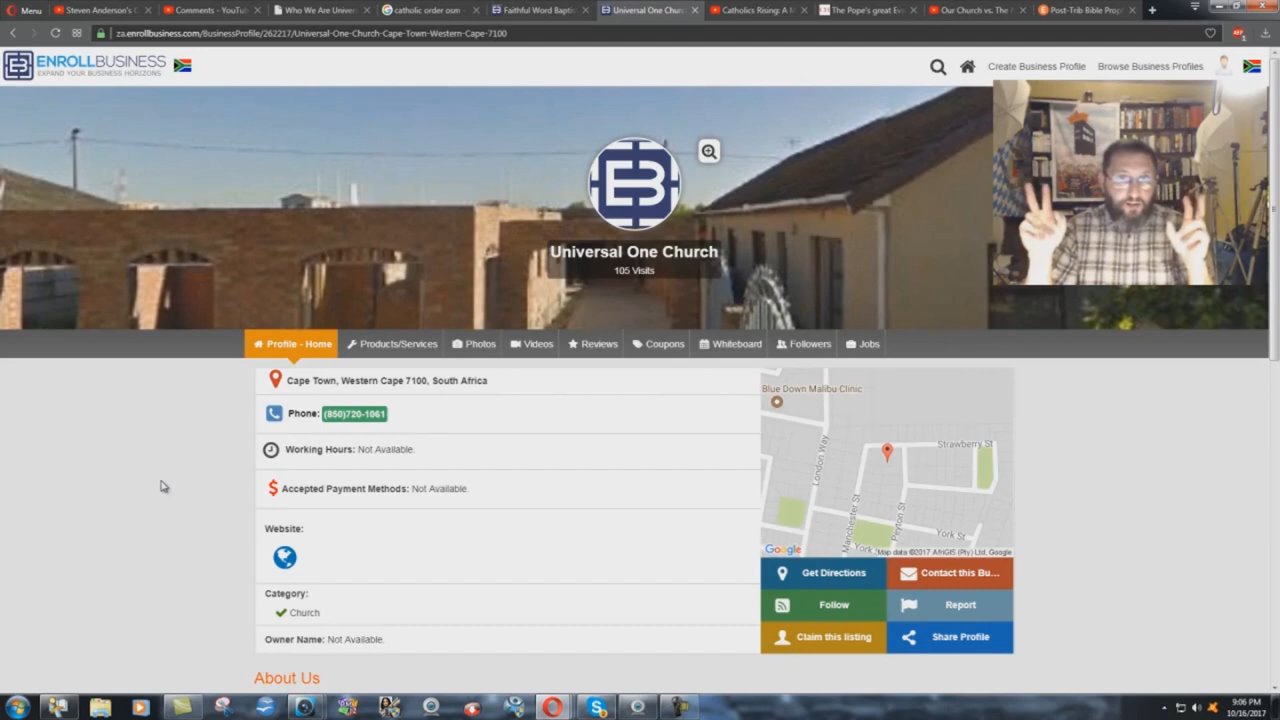 Menu
Steven Anderson's C
Comments - YouTu
Who We Are Univer
catholic order osm -
Faithful Word Bapti
Universal One Churc
Catholics Rising: A
The Pope's great E
Our Church vs. The
Post-Trib Bible Prop
za.enrollbusiness.com/BusinessProfile/262217/Universal-One-Church-Cape-Town-Western-Cape-7100
ENROLLBUSINESS
EXPAND YOUR BUSINESS HORIZONS
Create Business Profile
Browse Business Profiles
EB
Universal One Church
105 Visits
Profile - Home
Products/Services
Photos
Videos
Reviews
Coupons
Whiteboard
Followers
Jobs
Cape Town, Western Cape 7100, South Africa
Phone: (850)720-1061
Working Hours: Not Available.
Accepted Payment Methods: Not Available.
Website:
Category:
Church
Owner Name: Not Available.
Blue Down Malibu Clinic
London Way
Strawberry St
Manchester St
Peyton St
York St
York
Google
Map data ©2017 AfriGIS (Pty) Ltd, Google
Get Directions
Contact this Bu...
Follow
Report
Claim this listing
Share Profile
About Us
9:06 PM
10/16/2017